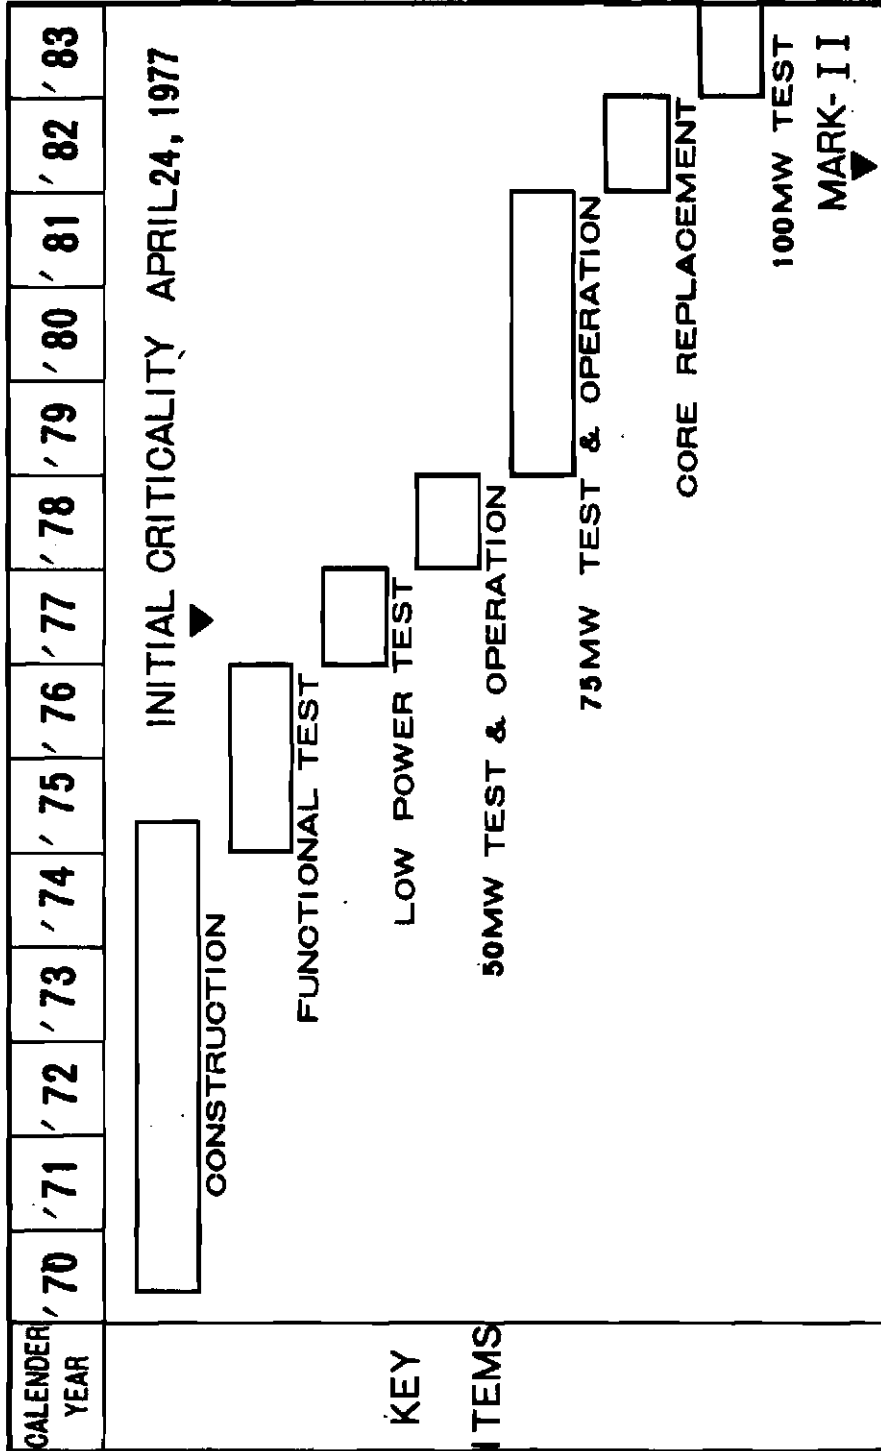 CALENDER YEAR '70 '71 '72 '73 '74 '75 '76 '77 '78 '79 '80 '81 '82 '83
KEY ITEMS
INITIAL CRITICALITY APRIL 24, 1977
CONSTRUCTION
FUNCTIONAL TEST
LOW POWER TEST
50MW TEST & OPERATION
75MW TEST & OPERATION
CORE REPLACEMENT
100MW TEST
MARK-II